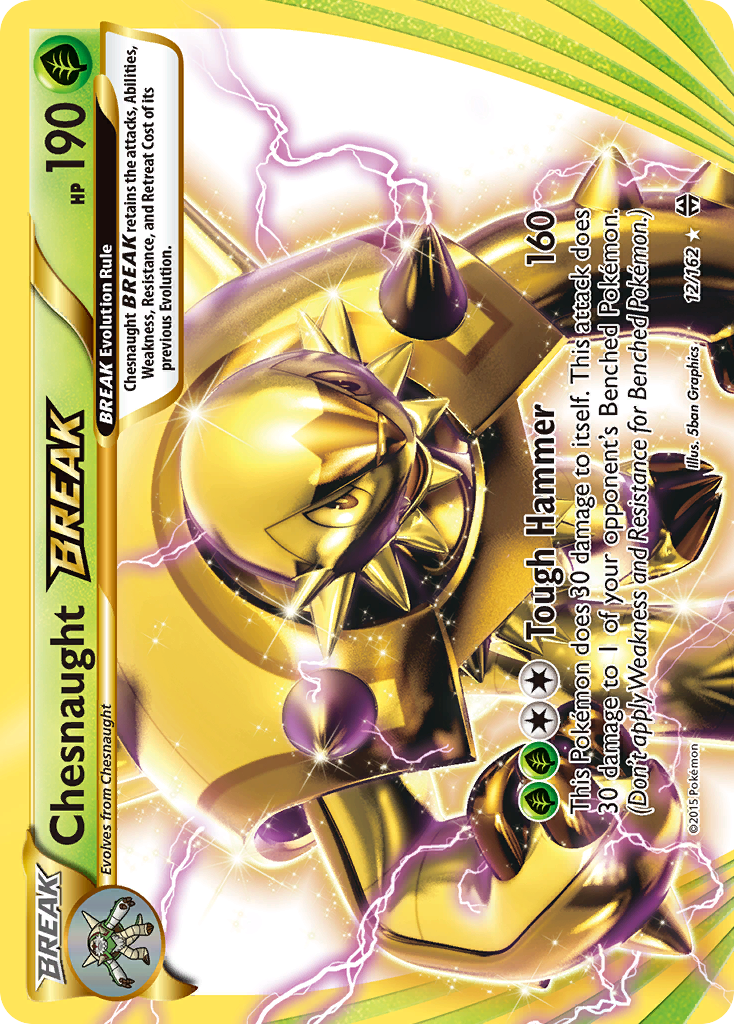 BREAK
Chesnaught BREAK
HP 190
Evolves from Chesnaught
BREAK Evolution Rule
Chesnaught BREAK retains the attacks, Abilities,
Weakness, Resistance, and Retreat Cost of its
previous Evolution.
Tough Hammer 160
This Pokémon does 30 damage to itself. This attack does
30 damage to 1 of your opponent's Benched Pokémon.
(Don't apply Weakness and Resistance for Benched Pokémon.)
©2015 Pokémon
Illus. 5ban Graphics
12/162